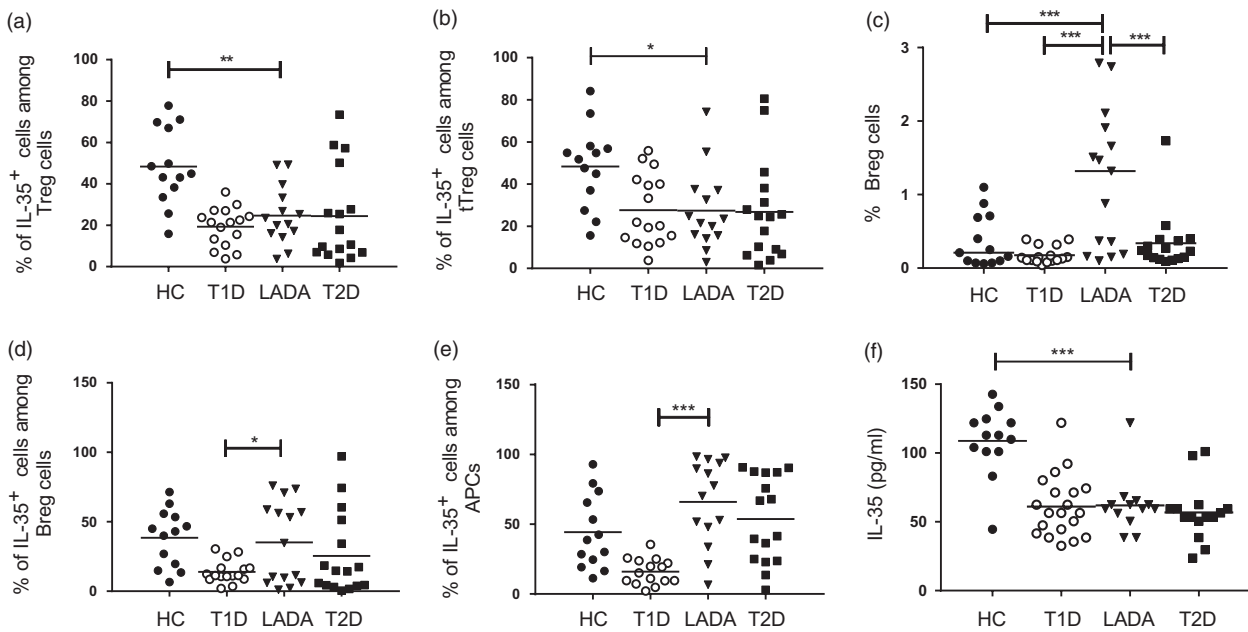 (a)
% of IL-35+ cells among
Treg cells
100
80
60
40
20
0
**
HC T1D LADA T2D
(b)
% of IL-35+ cells among
tTreg cells
100
80
60
40
20
0
*
HC T1D LADA T2D
(c)
% Breg cells
3
2
1
0
***
*** ***
HC T1D LADA T2D
(d)
% of IL-35+ cells among
Breg cells
150
100
50
0
*
HC T1D LADA T2D
(e)
% of IL-35+ cells among
APCs
150
100
50
0
***
HC T1D LADA T2D
(f)
IL-35 (pg/ml)
150
100
50
0
***
HC T1D LADA T2D